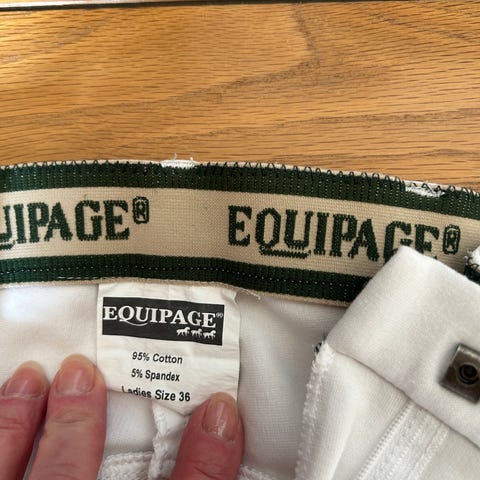 EQUIPAGE®
EQUIPAGE®
EQUIPAGE
95% Cotton
5% Spandex
Ladies Size 36